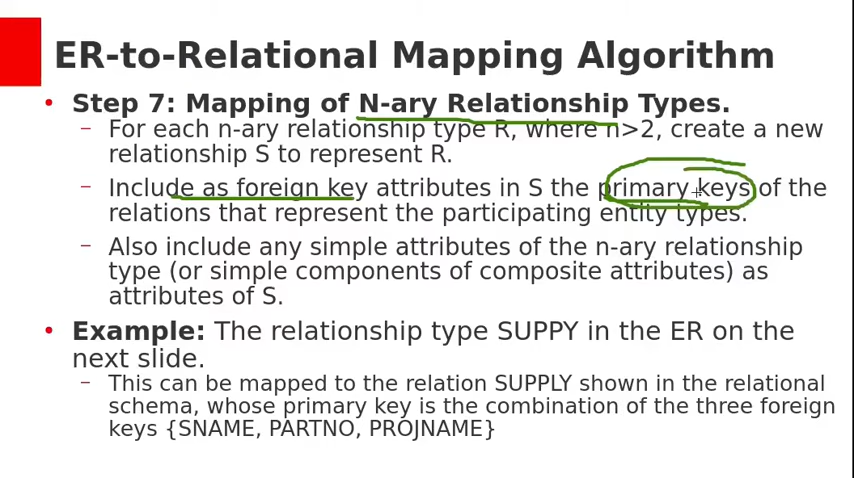 ER-to-Relational Mapping Algorithm
• Step 7: Mapping of N-ary Relationship Types.
– For each n-ary relationship type R, where n>2, create a new
relationship S to represent R.
– Include as foreign key attributes in S the primary keys of the
relations that represent the participating entity types.
– Also include any simple attributes of the n-ary relationship
type (or simple components of composite attributes) as
attributes of S.
• Example: The relationship type SUPPY in the ER on the
next slide.
– This can be mapped to the relation SUPPLY shown in the relational
schema, whose primary key is the combination of the three foreign
keys {SNAME, PARTNO, PROJNAME}